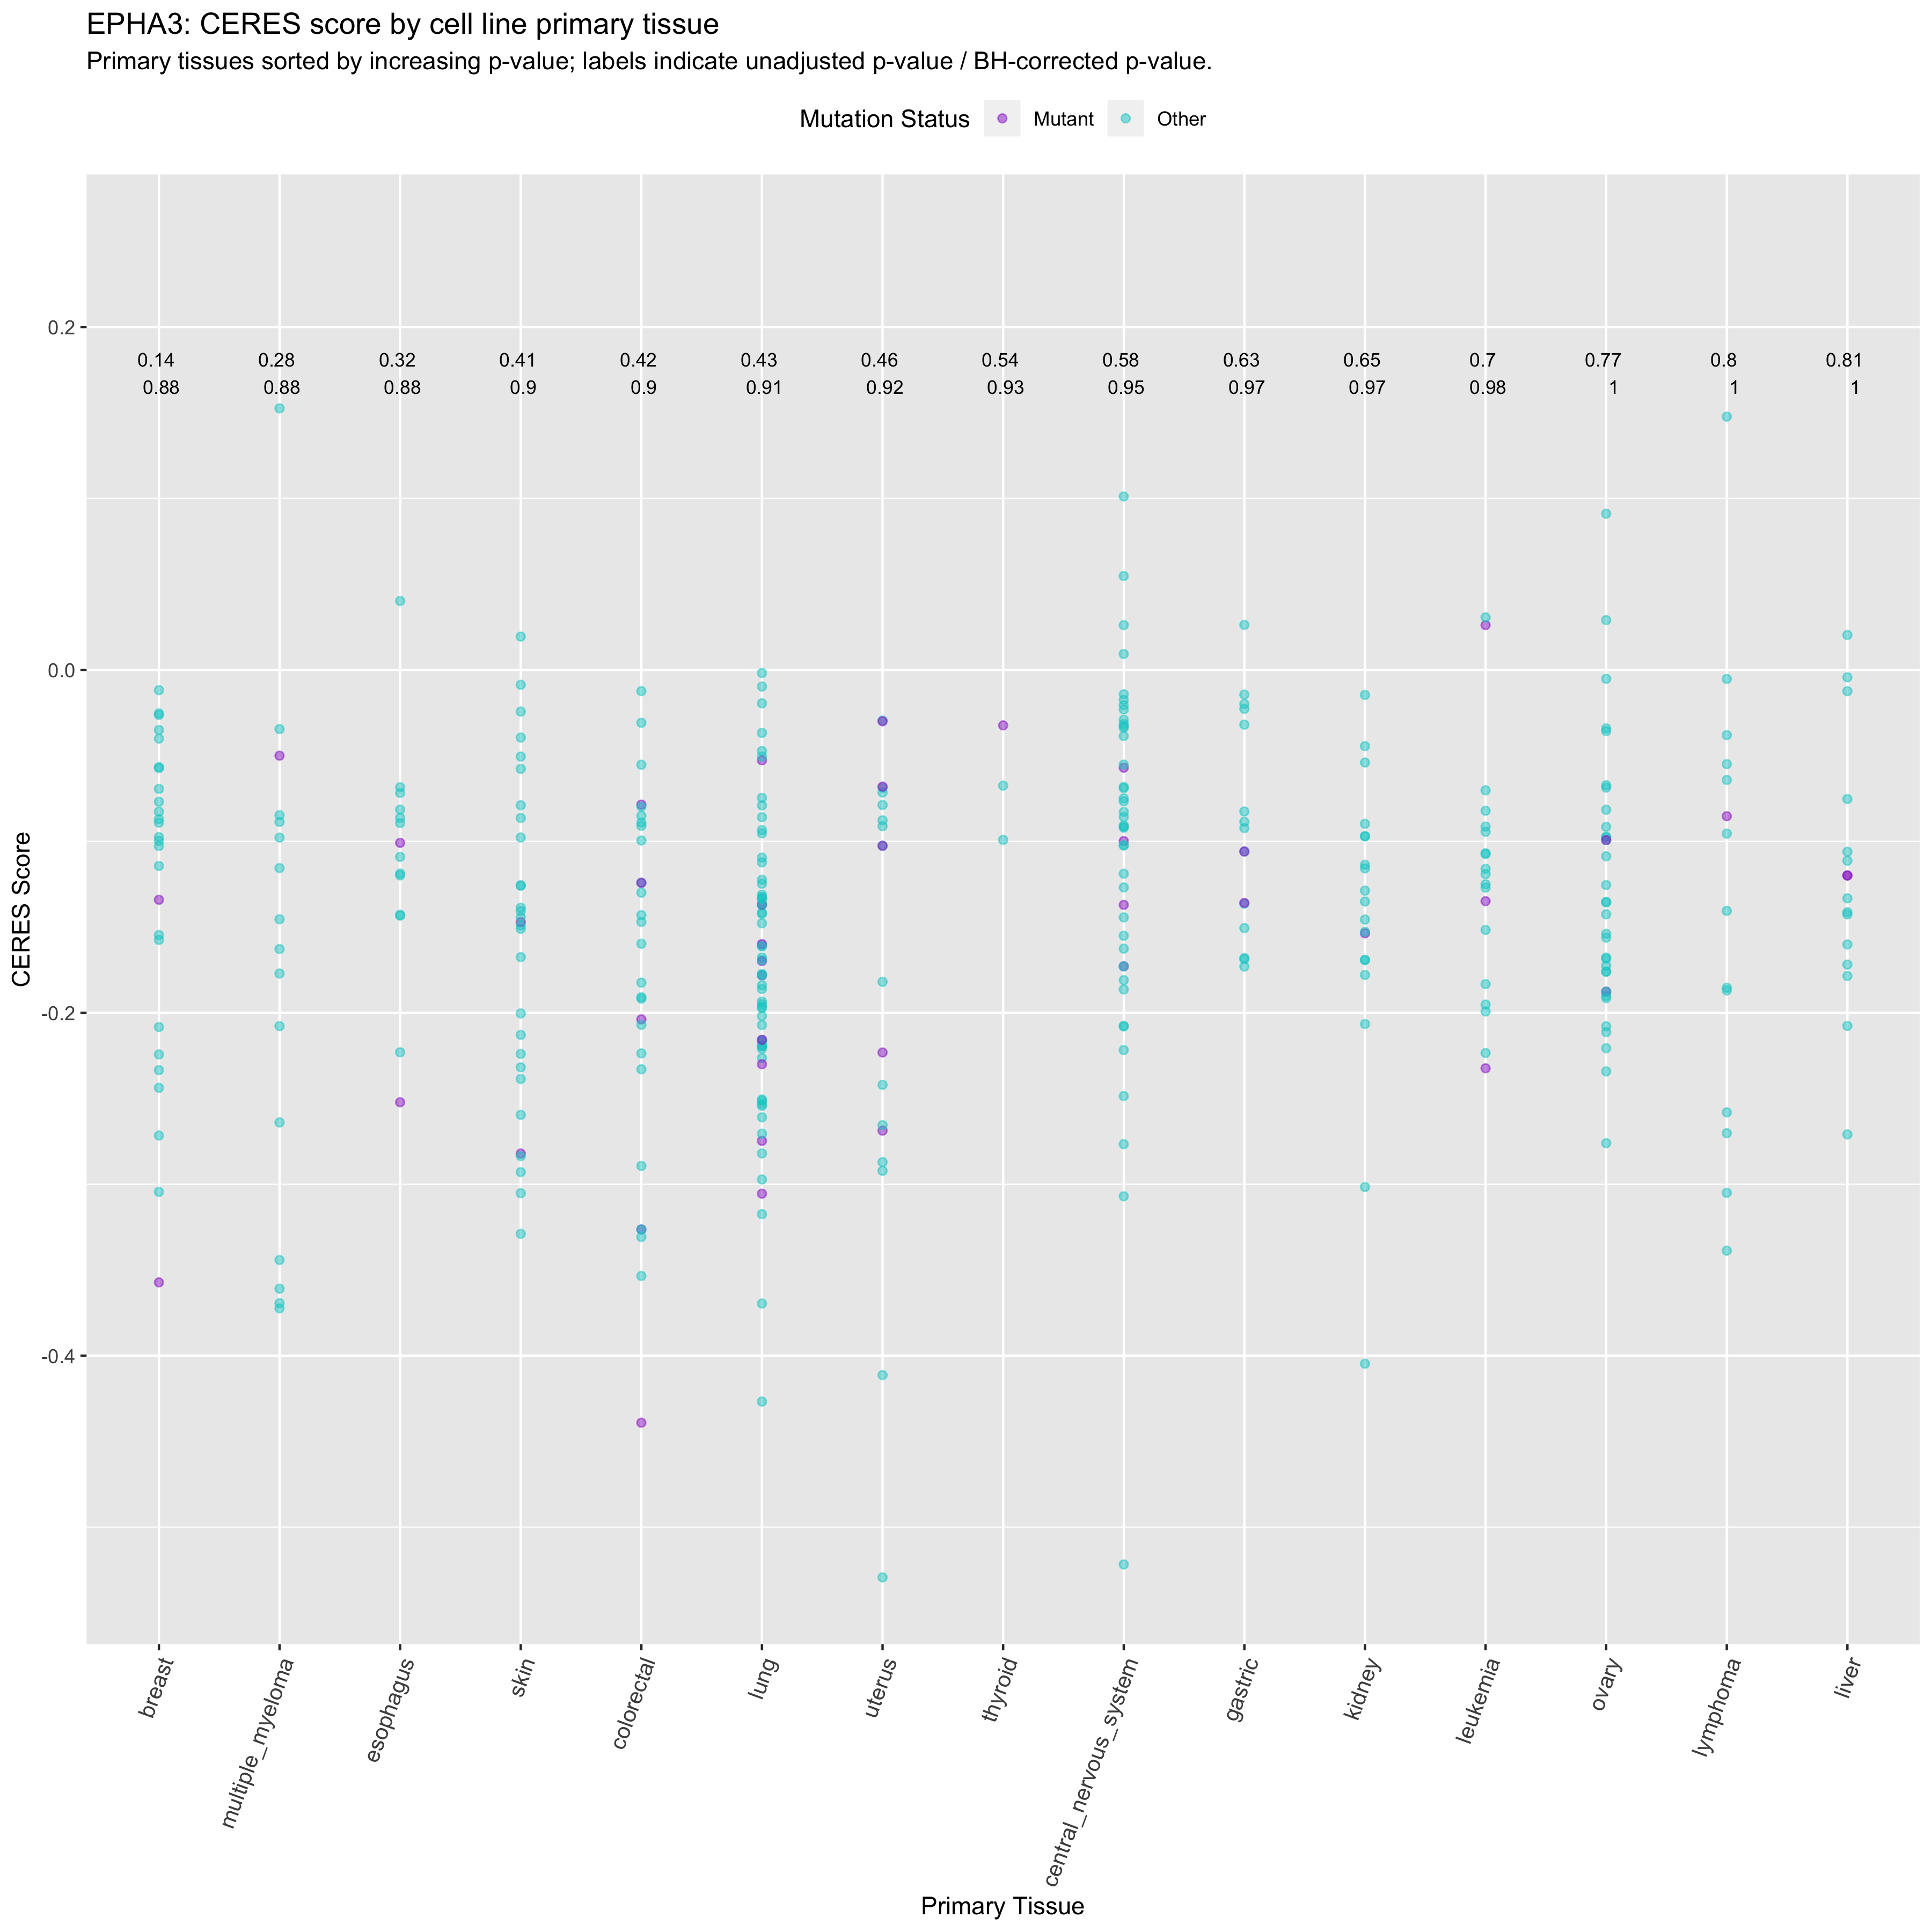 EPHA3: CERES score by cell line primary tissue
Primary tissues sorted by increasing p-value; labels indicate unadjusted p-value / BH-corrected p-value.
Mutation Status Mutant Other
0.2
0.14 0.28 0.32 0.41 0.42 0.43 0.46 0.54 0.58 0.63 0.65 0.7 0.77 0.8 0.81
0.88 0.88 0.88 0.9 0.9 0.91 0.92 0.93 0.95 0.97 0.97 0.98 1 1 1
0.0
CERES Score
-0.2
-0.4
breast multiple_myeloma esophagus skin colorectal lung uterus thyroid central_nervous_system gastric kidney leukemia ovary lymphoma liver
Primary Tissue